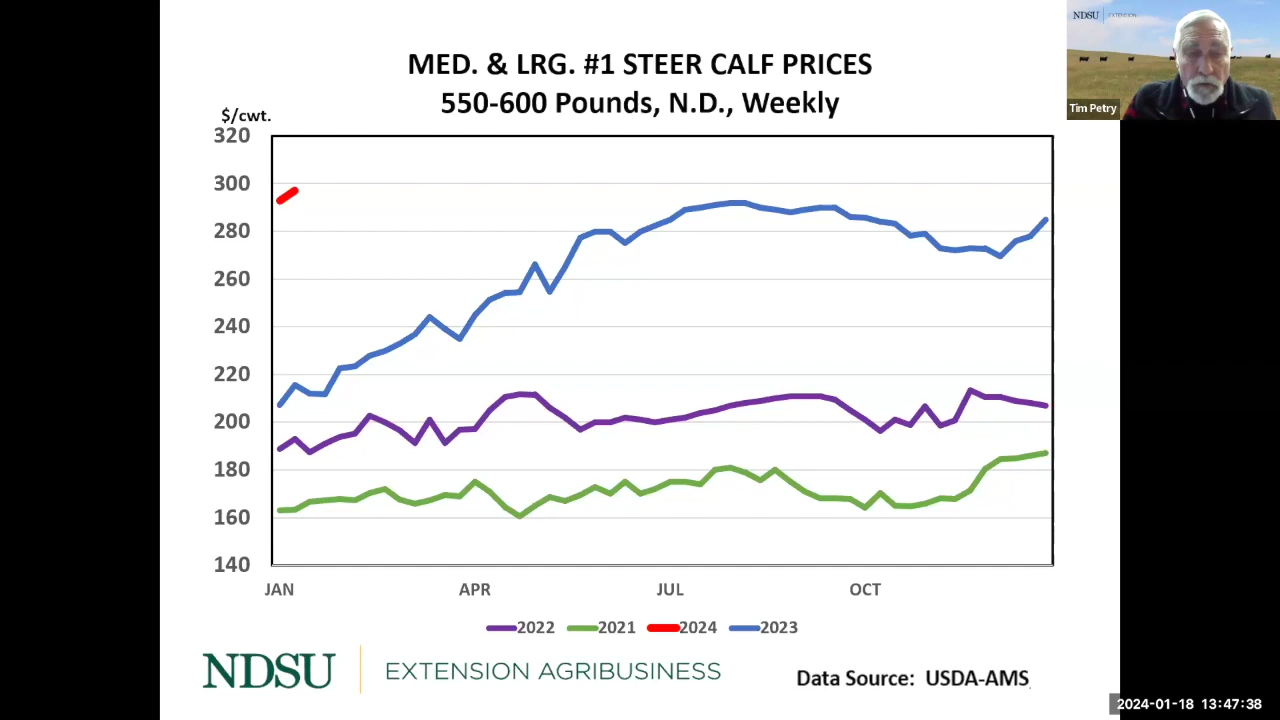 MED. & LRG. #1 STEER CALF PRICES
550-600 Pounds, N.D., Weekly
$/cwt.
320
300
280
260
240
220
200
180
160
140
JAN APR JUL OCT
2022 2021 2024 2023
NDSU EXTENSION AGRIBUSINESS
Data Source: USDA-AMS
NDSU EXTENSION
Tim Petry
2024-01-18 13:47:38